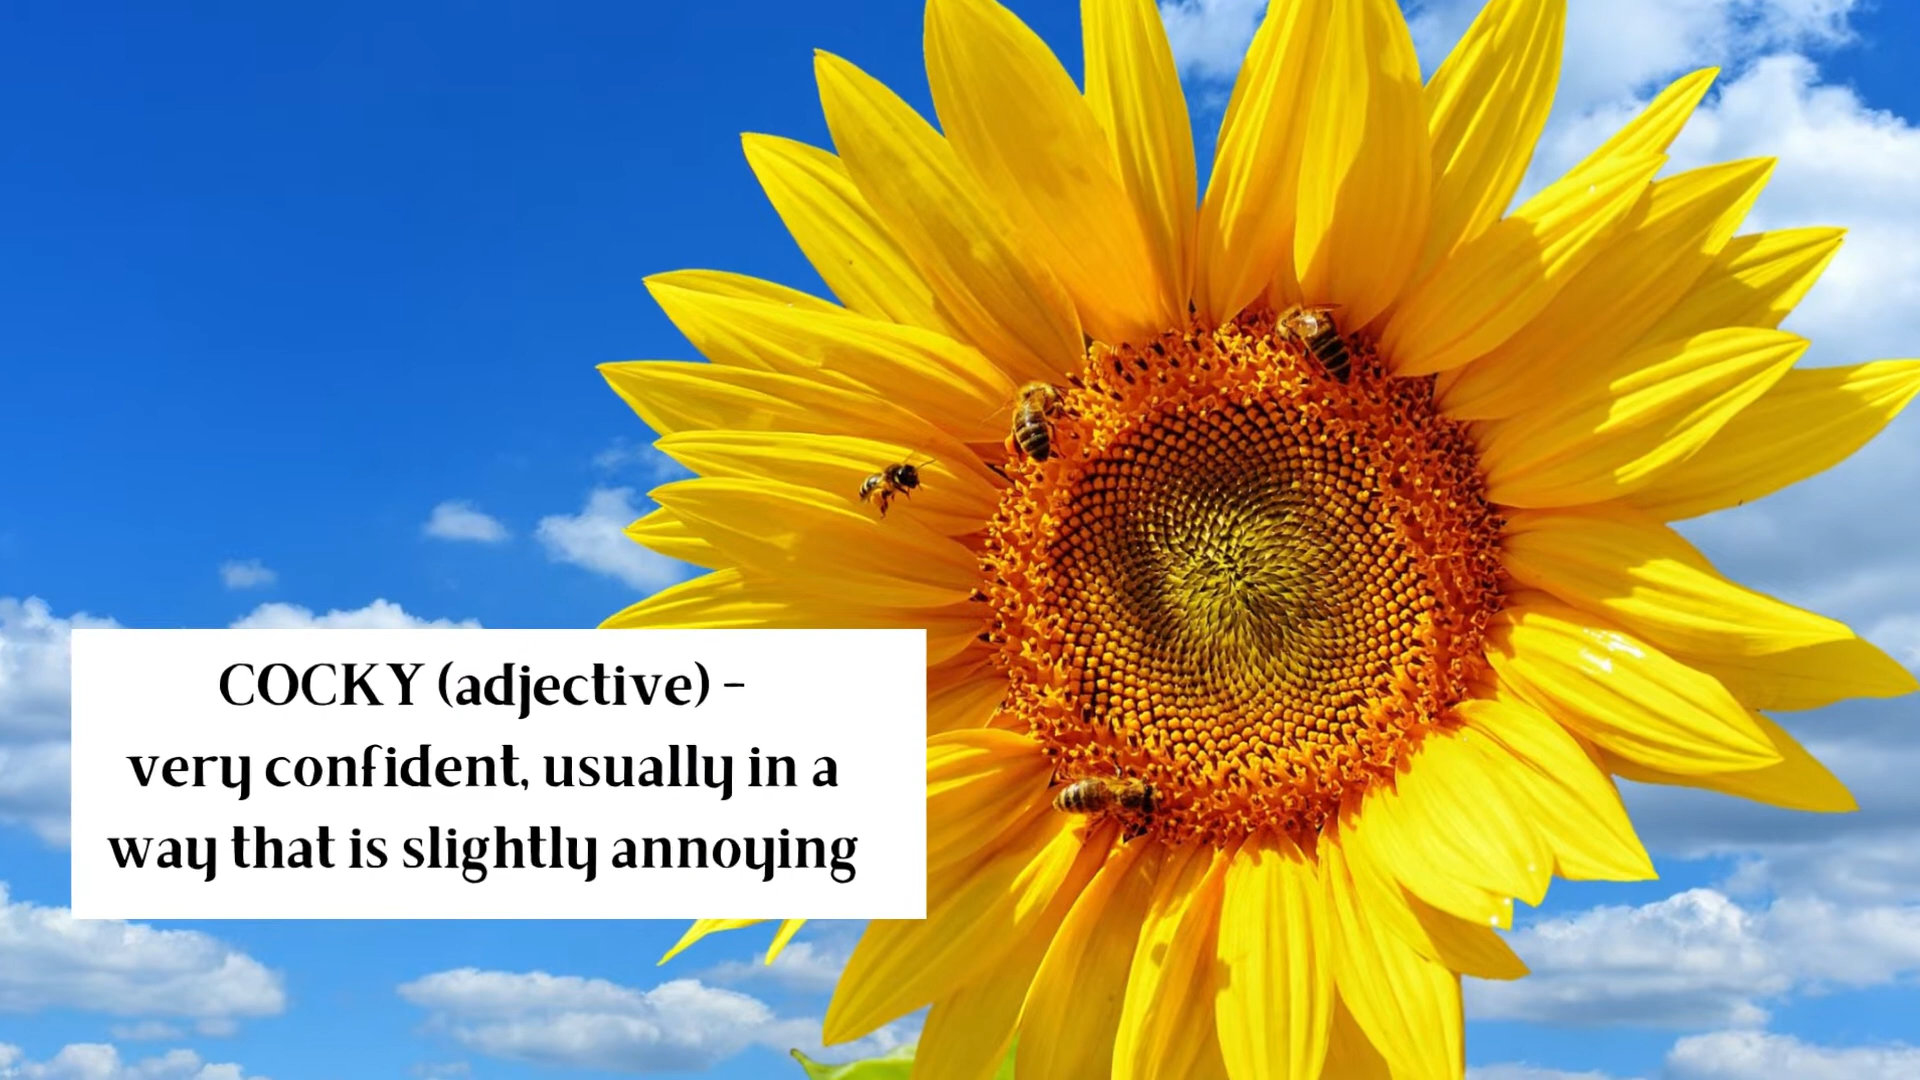 COCKY (adjective) -
very confident, usually in a
way that is slightly annoying